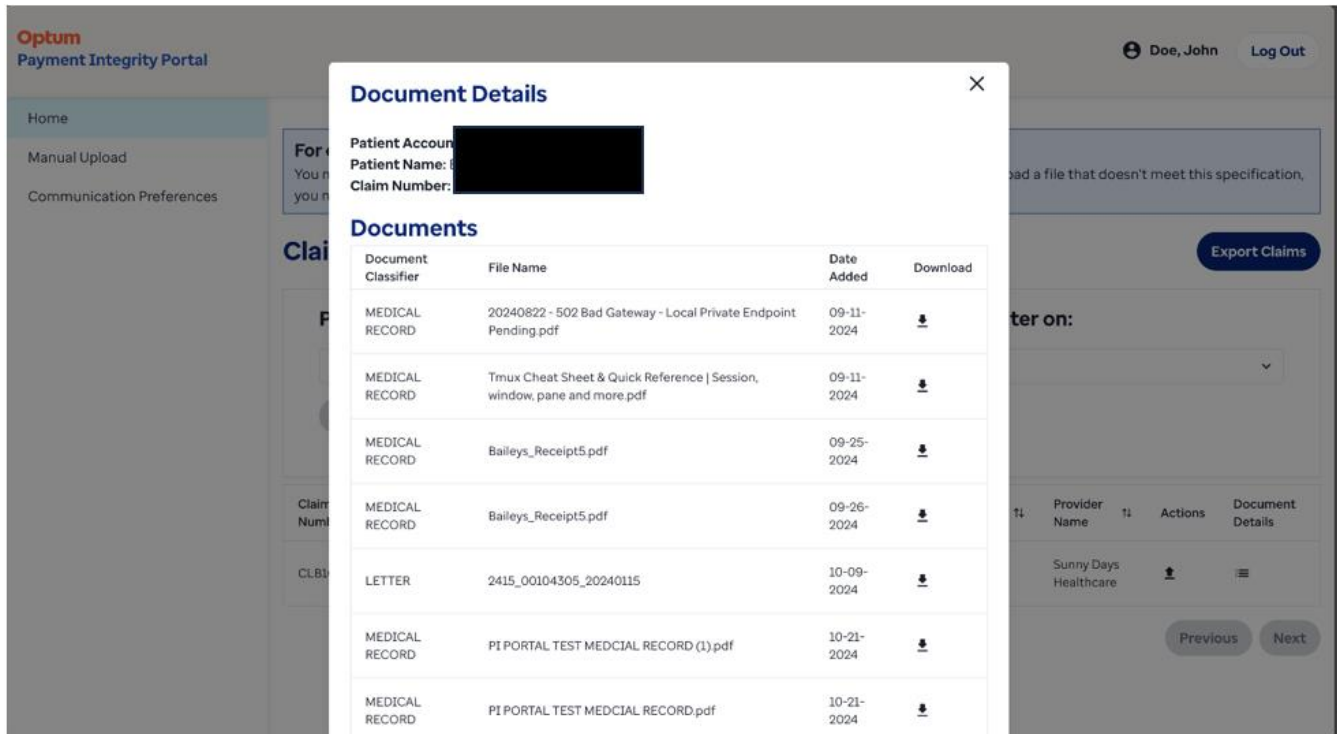 Optum
Payment Integrity Portal
Doe, John
Log Out
Home
Manual Upload
Communication Preferences
For
You
you
oad a file that doesn't meet this specification,
Export Claims
ter on:
Document Details
Patient Accoun
Patient Name:
Claim Number:
Documents
Document
Classifier
File Name
Date
Added
Download
MEDICAL
RECORD
20240822 - 502 Bad Gateway - Local Private Endpoint
Pending.pdf
09-11-
2024
MEDICAL
RECORD
Tmux Cheat Sheet & Quick Reference | Session,
window, pane and more.pdf
09-11-
2024
MEDICAL
RECORD
Baileys_Receipt5.pdf
09-25-
2024
MEDICAL
RECORD
Baileys_Receipt5.pdf
09-26-
2024
LETTER
2415_00104305_20240115
10-09-
2024
MEDICAL
RECORD
PI PORTAL TEST MEDCIAL RECORD (1).pdf
10-21-
2024
MEDICAL
RECORD
PI PORTAL TEST MEDCIAL RECORD.pdf
10-21-
2024
Clai
Claim
Provider
Name
Actions
Document
Details
CLB1
Sunny Days
Healthcare
Previous
Next